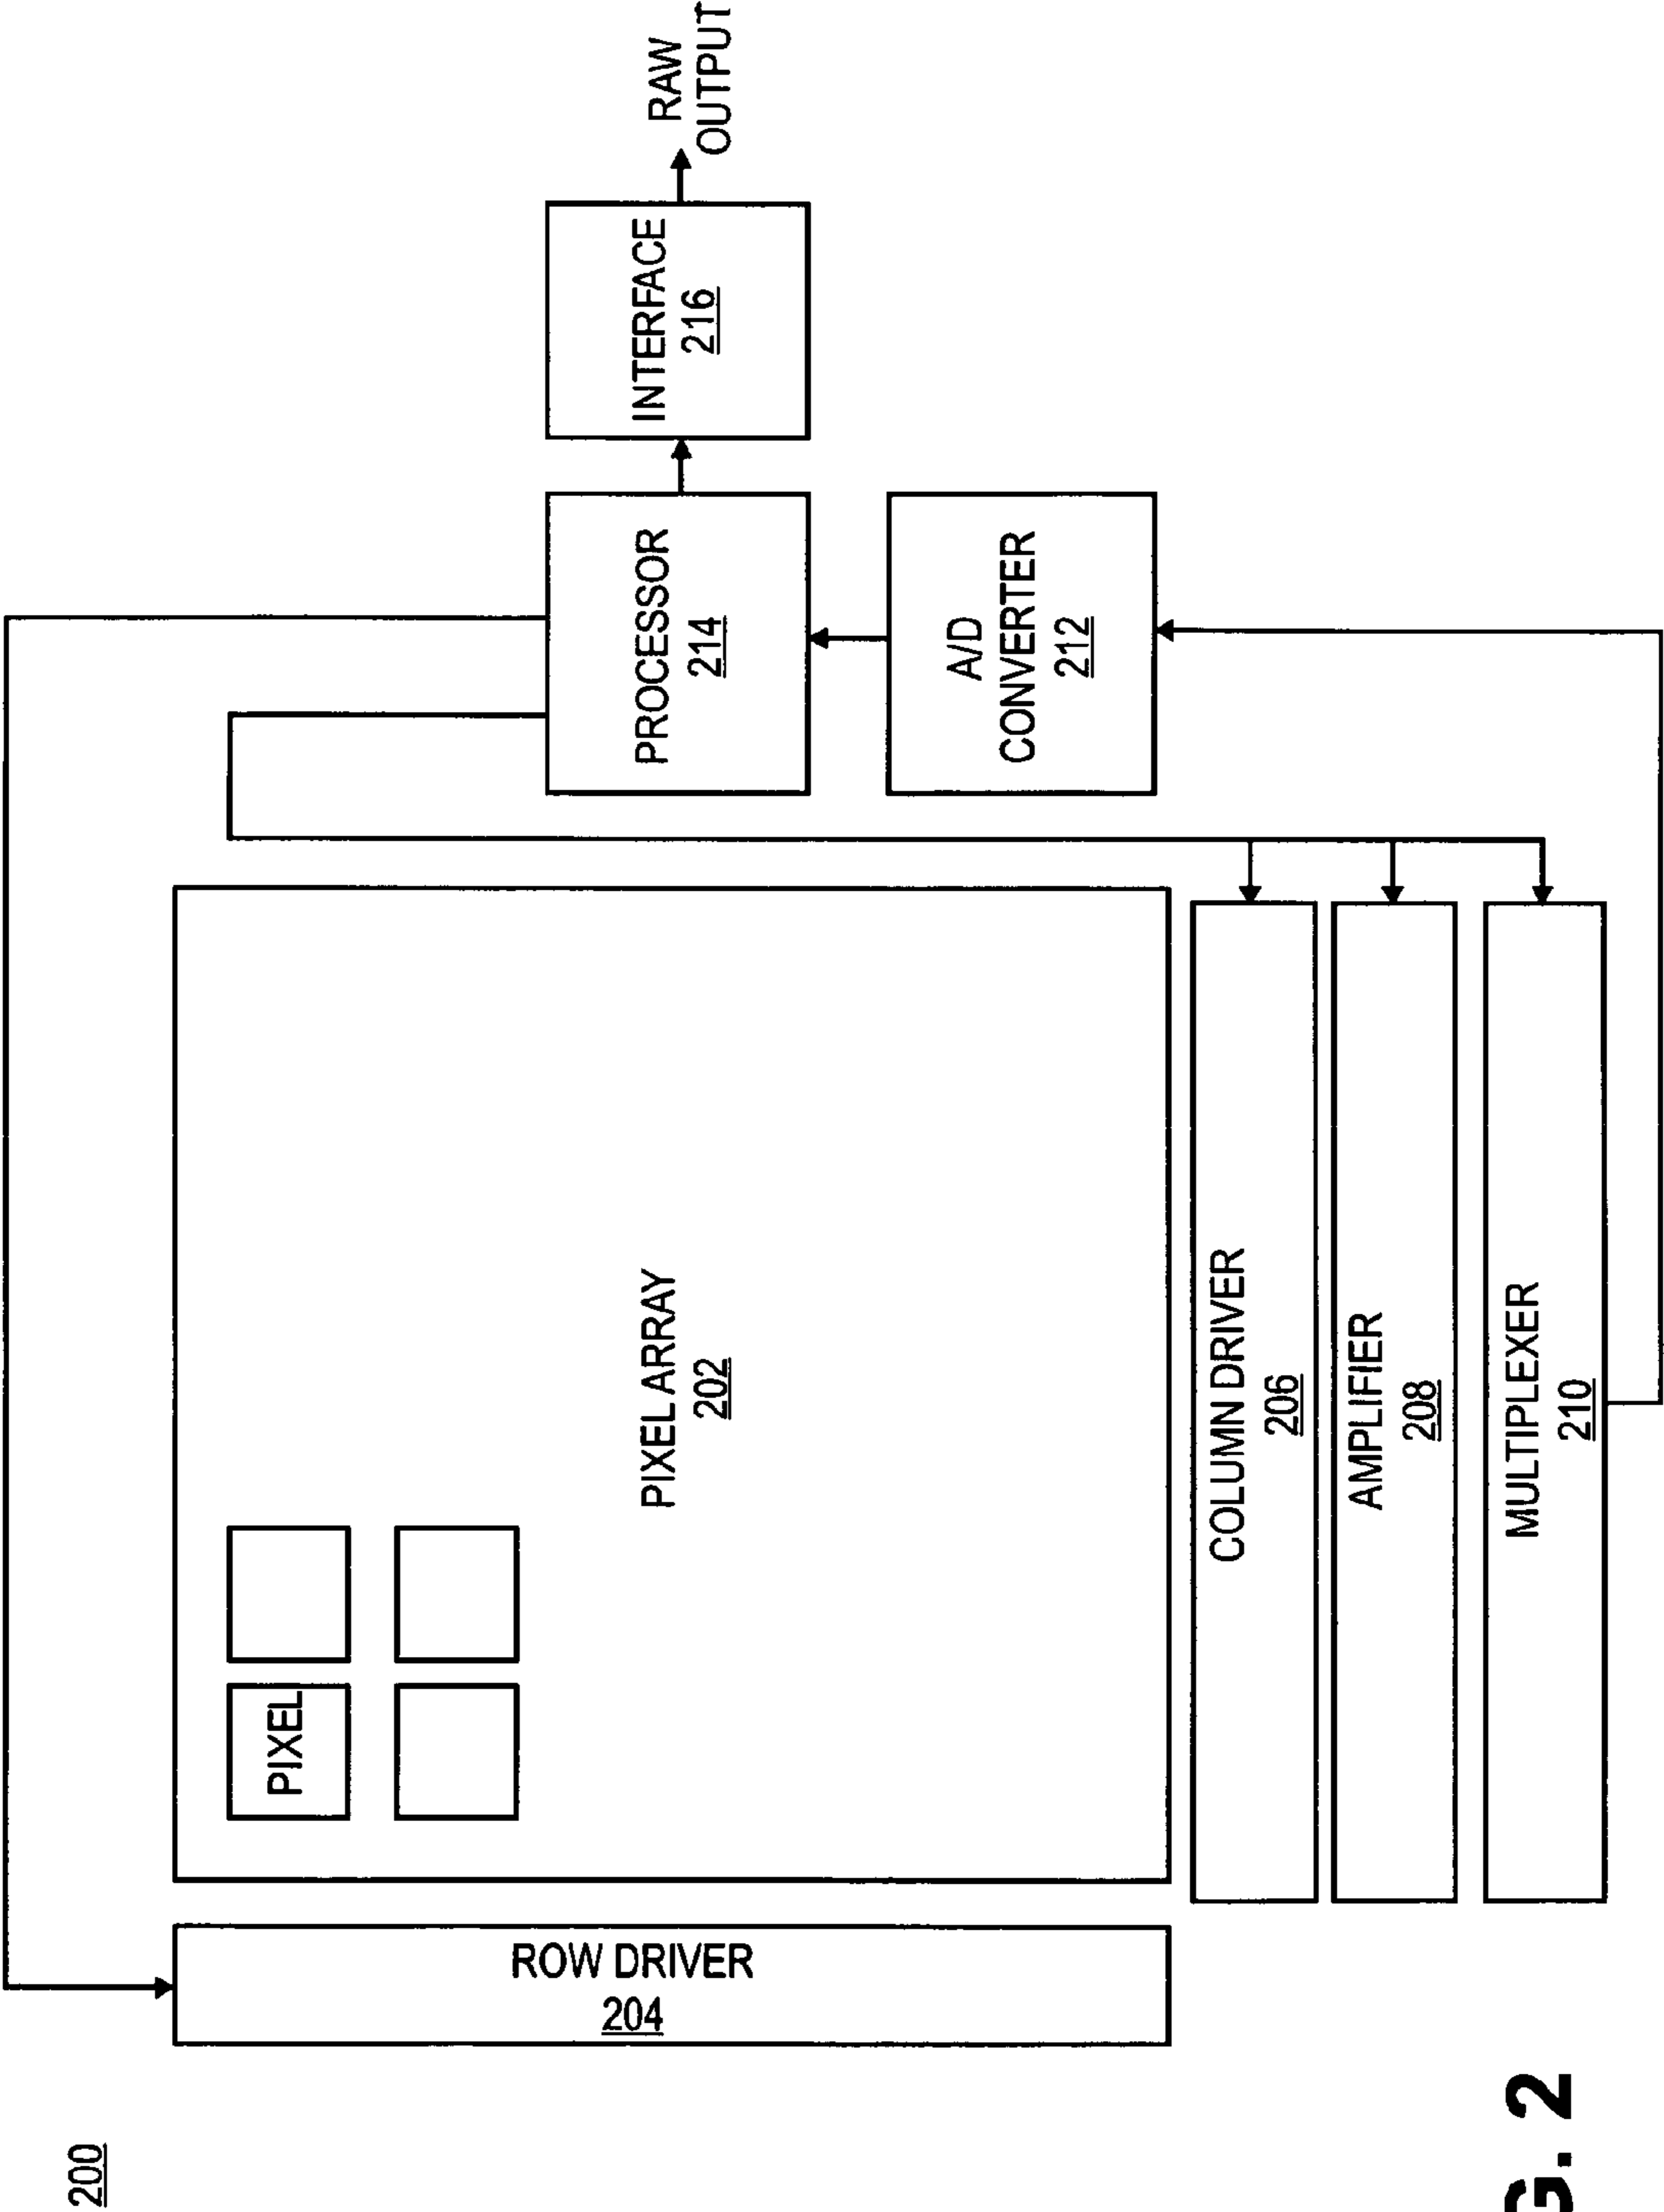 200
ROW DRIVER
204
PIXEL
PIXEL ARRAY
202
COLUMN DRIVER
206
AMPLIFIER
208
MULTIPLEXER
210
PROCESSOR
214
A/D
CONVERTER
212
INTERFACE
216
RAW
OUTPUT
G. 2